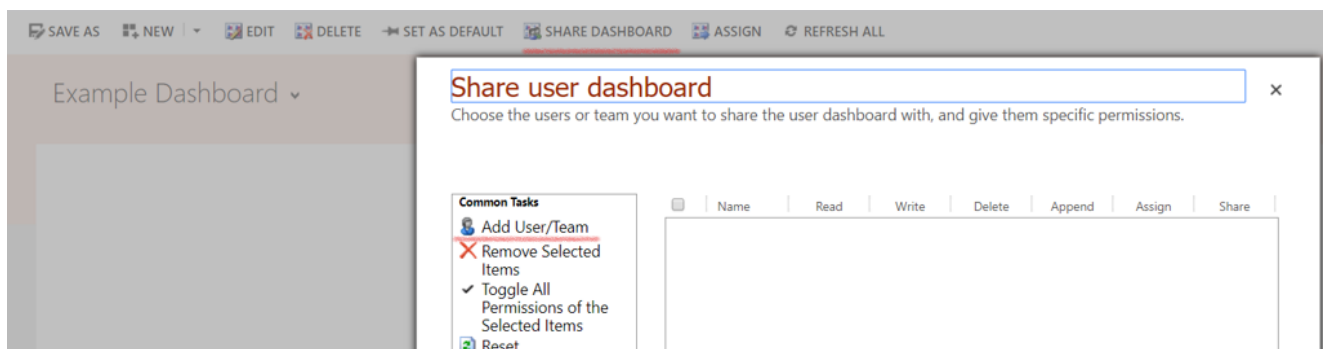 SAVE AS NEW EDIT DELETE SET AS DEFAULT SHARE DASHBOARD ASSIGN REFRESH ALL
Example Dashboard
Share user dashboard
Choose the users or team you want to share the user dashboard with, and give them specific permissions.
Common Tasks
Add User/Team
Remove Selected
Items
Toggle All
Permissions of the
Selected Items
Reset
Name Read Write Delete Append Assign Share